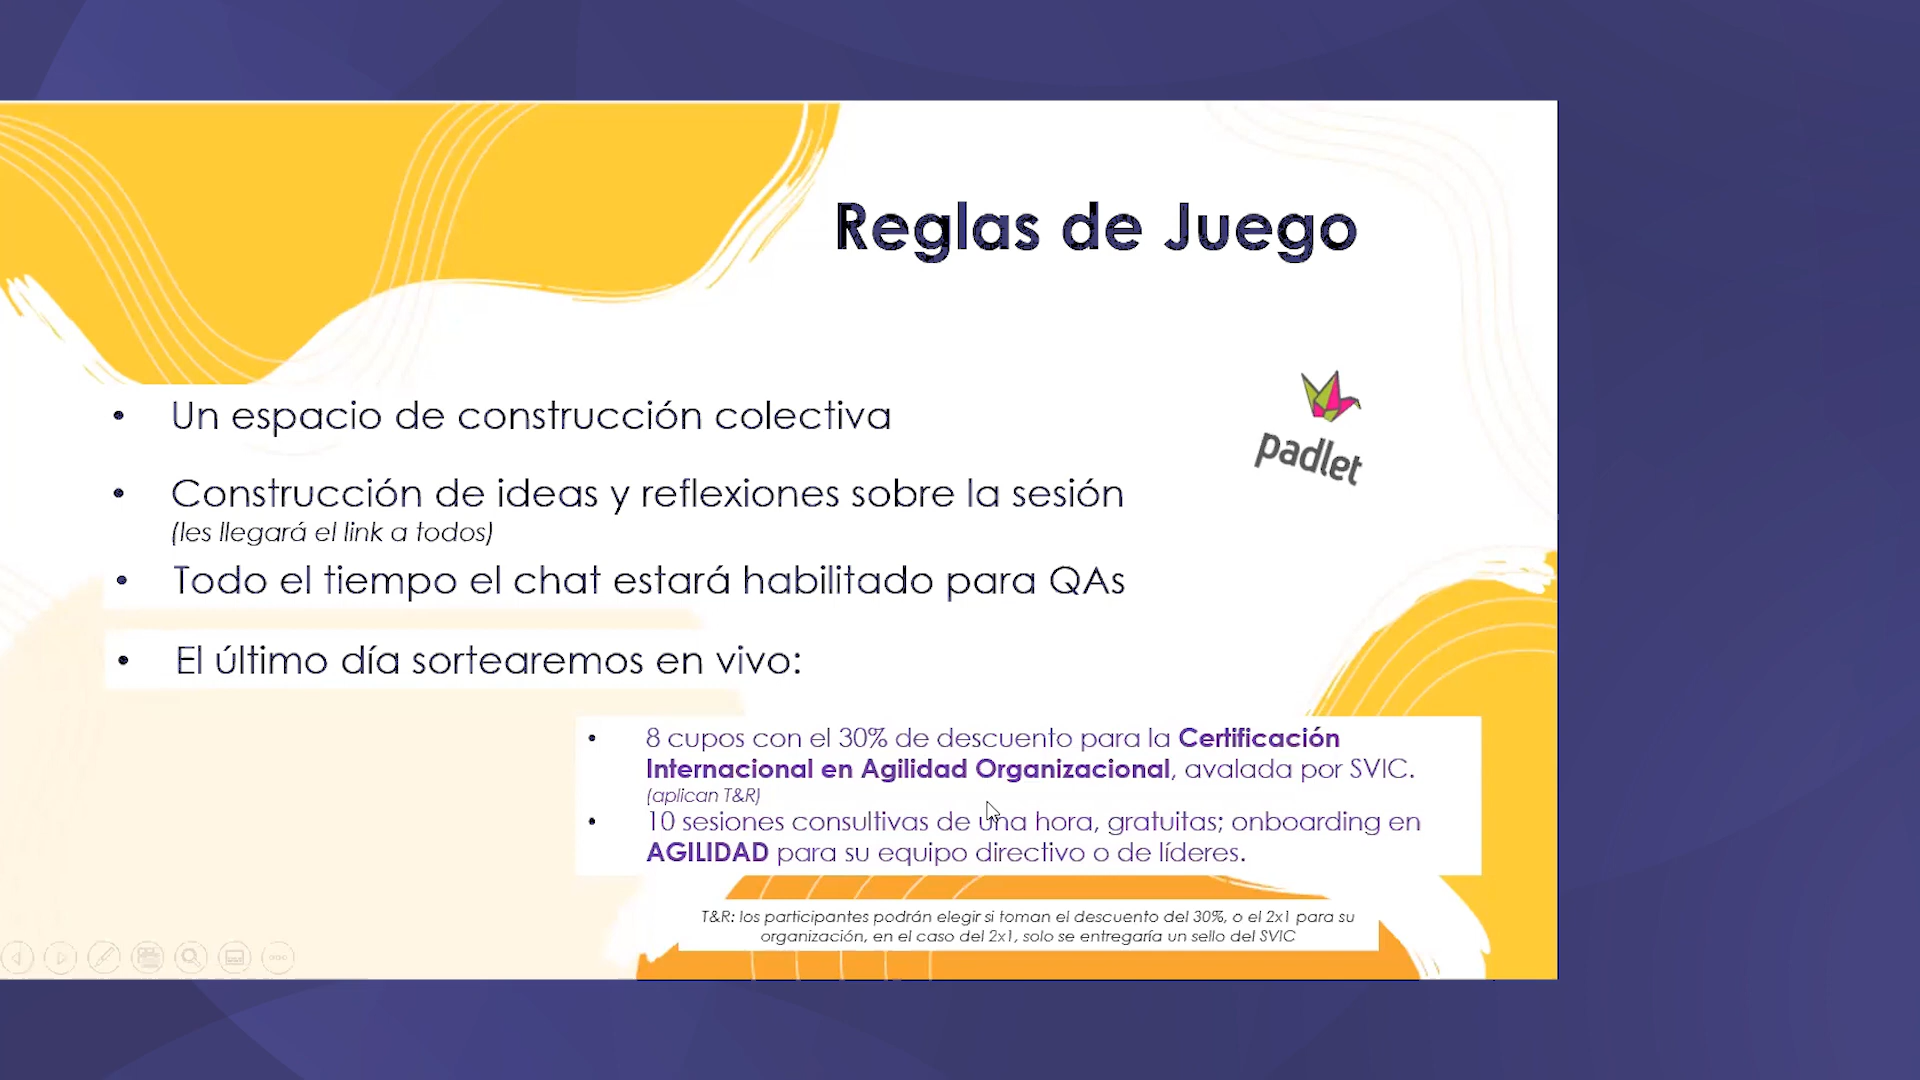 Reglas de Juego
padlet
• Un espacio de construcción colectiva
• Construcción de ideas y reflexiones sobre la sesión
(les llegará el link a todos)
• Todo el tiempo el chat estará habilitado para QAs
• El último día sortearemos en vivo:
• 8 cupos con el 30% de descuento para la Certificación
Internacional en Agilidad Organizacional, avalada por SVIC.
(aplican T&R)
• 10 sesiones consultivas de una hora, gratuitas; onboarding en
AGILIDAD para su equipo directivo o de líderes.
T&R: los participantes podrán elegir si toman el descuento del 30%, o el 2x1 para su
organización, en el caso del 2x1, solo se entregaría un sello del SVIC